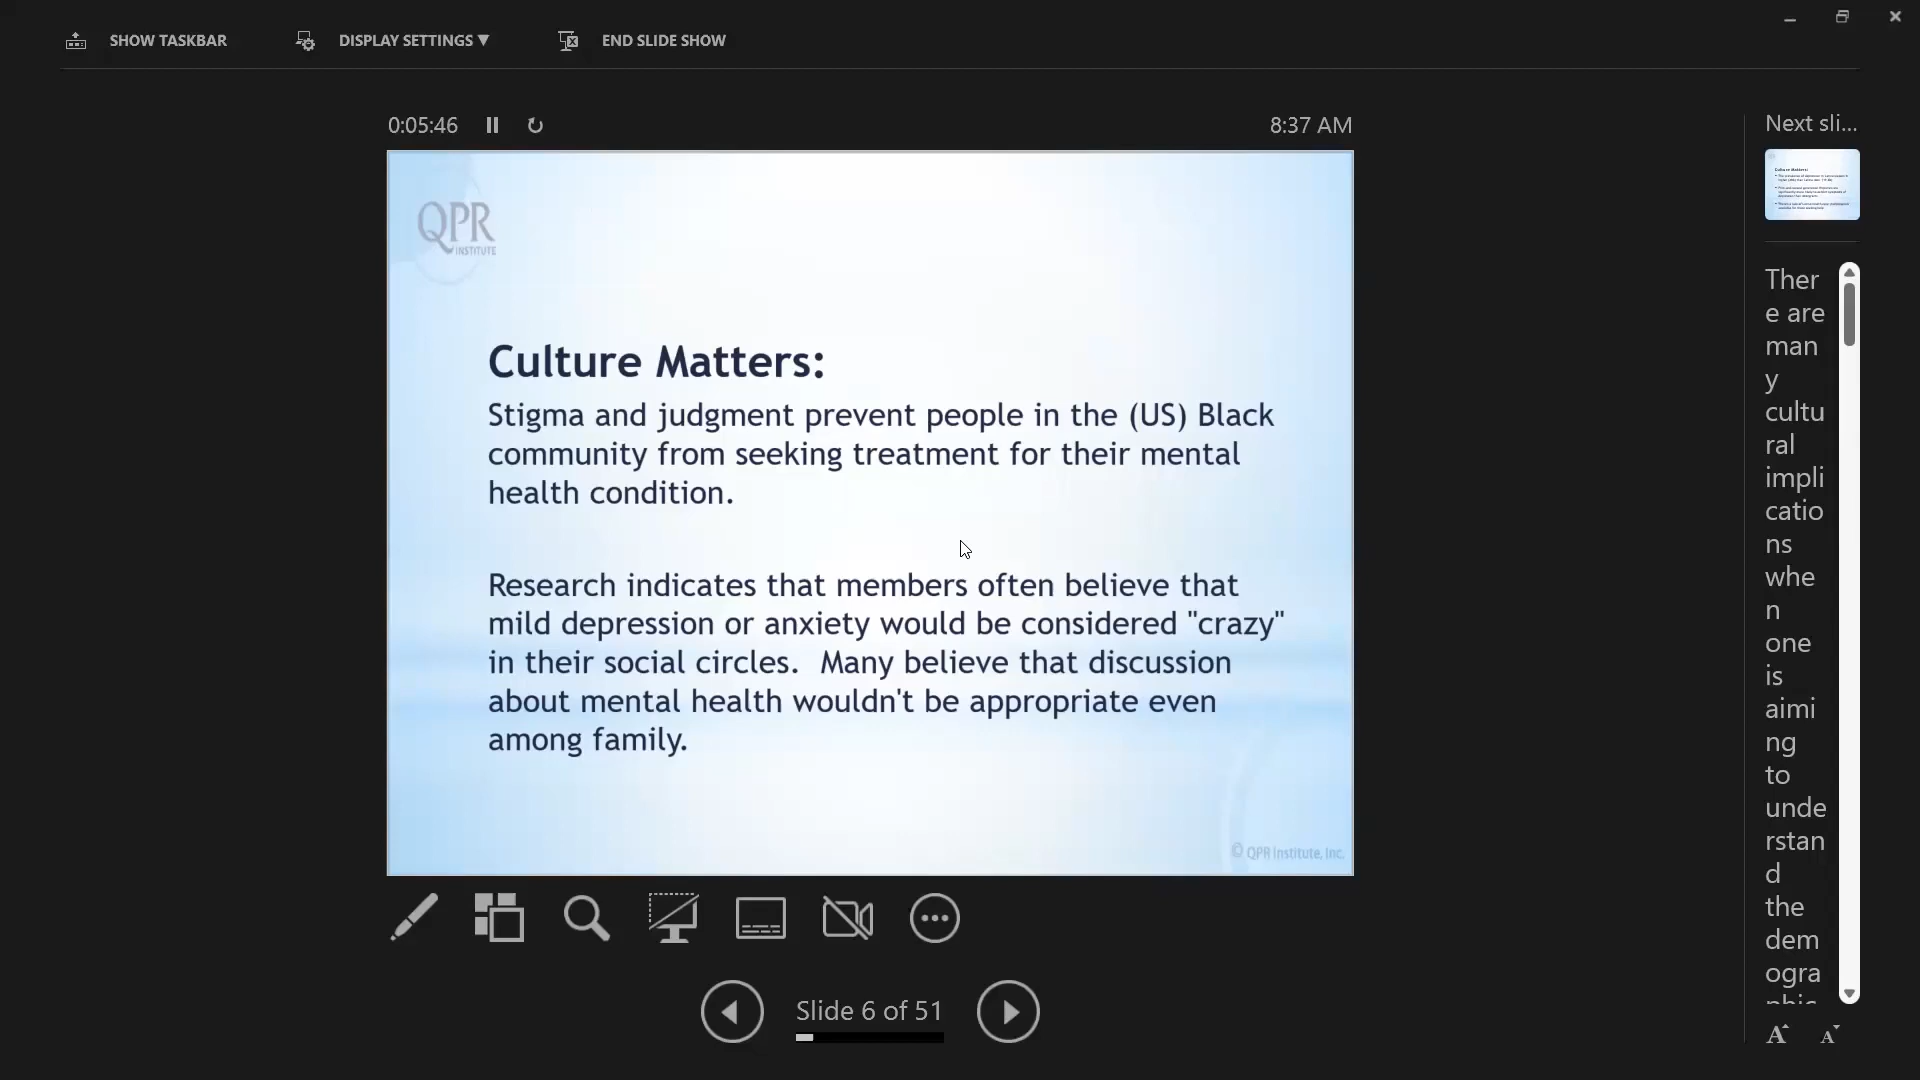 SHOW TASKBAR
DISPLAY SETTINGS ▼
END SLIDE SHOW
0:05:46
8:37 AM
QPR
INSTITUTE
Culture Matters:
Stigma and judgment prevent people in the (US) Black
community from seeking treatment for their mental
health condition.
Research indicates that members often believe that
mild depression or anxiety would be considered "crazy"
in their social circles.  Many believe that discussion
about mental health wouldn't be appropriate even
among family.
© QPR Institute, Inc.
Slide 6 of 51
Next sli...
Culture Matters:
Ther
e are
man
y
cultu
ral
impli
catio
ns
whe
n
one
is
aimi
ng
to
unde
rstan
d
the
dem
ogra
phic
A
A